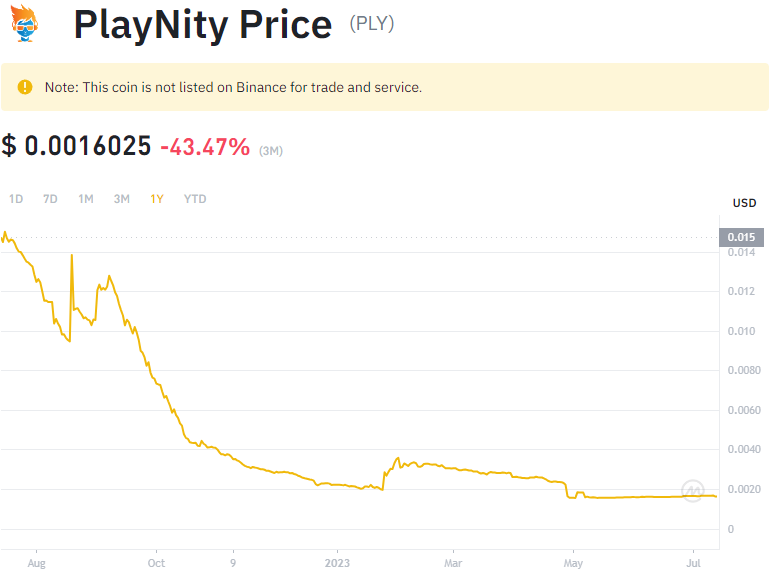 PlayNity Price (PLY)
Note: This coin is not listed on Binance for trade and service.
$ 0.0016025 -43.47% (3M)
1D 7D 1M 3M 1Y YTD
USD
0.015
0.014
0.012
0.010
0.0080
0.0060
0.0040
0.0020
0
Aug Oct 9 2023 Mar May Jul